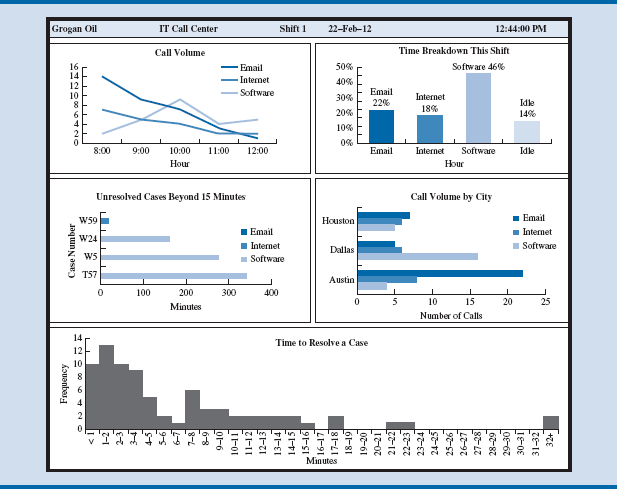 Grogan Oil IT Call Center Shift 1 22–Feb–12 12:44:00 PM
Call Volume
16
14
12
10
8
6
4
2
0
8:00 9:00 10:00 11:00 12:00
Hour
Email
Internet
Software
Time Breakdown This Shift
50%
40%
30%
20%
10%
0%
Email
22%
Internet
18%
Software 46%
Idle
14%
Email Internet Software Idle
Hour
Unresolved Cases Beyond 15 Minutes
Case Number
W59
W24
W5
T57
0 100 200 300 400
Minutes
Email
Internet
Software
Call Volume by City
Houston
Dallas
Austin
0 5 10 15 20 25
Number of Calls
Email
Internet
Software
Time to Resolve a Case
Frequency
14
12
10
8
6
4
2
0
<1 1–2 2–3 3–4 4–5 5–6 6–7 7–8 8–9 9–10 10–11 11–12 12–13 13–14 14–15 15–16 16–17 17–18 18–19 19–20 20–21 21–22 22–23 23–24 24–25 25–26 26–27 27–28 28–29 29–30 30–31 31–32 32+
Minutes